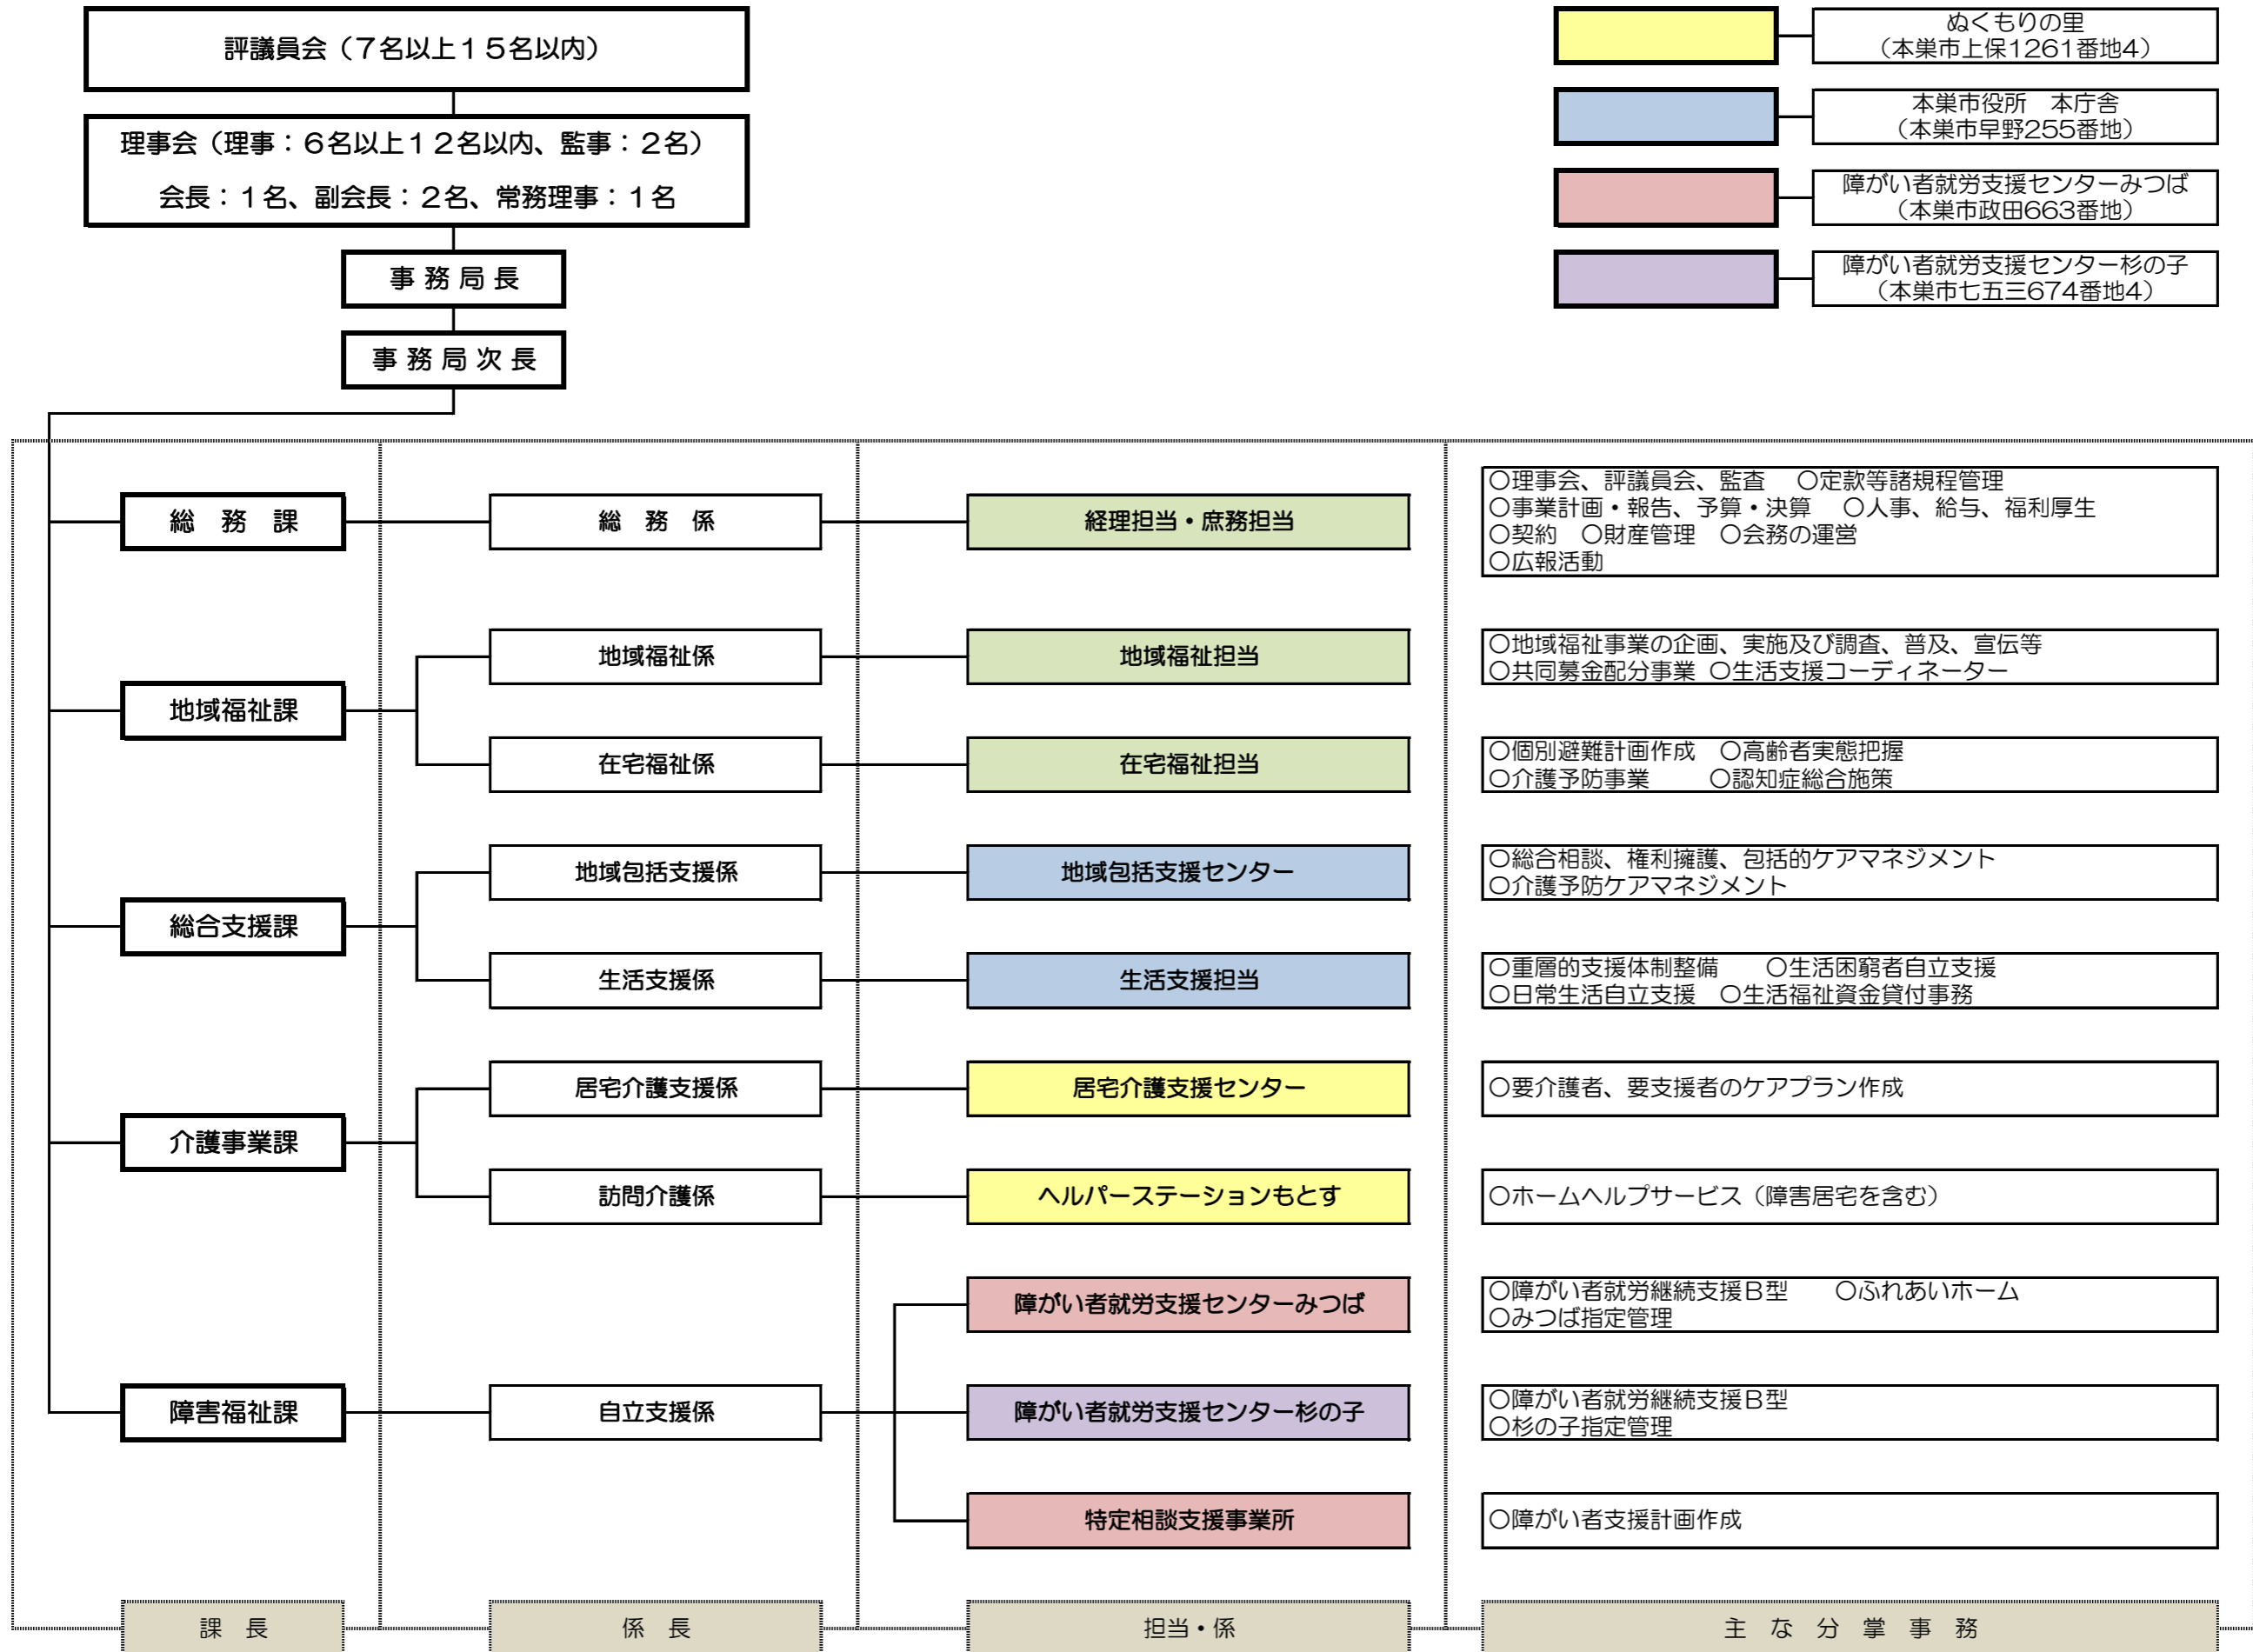 評議員会（７名以上１５名以内）
理事会（理事：６名以上１２名以内、監事：２名）
会長：１名、副会長：２名、常務理事：１名
事務局長
事務局次長
ぬくもりの里
（本巣市上保1261番地4）
本巣市役所　本庁舎
（本巣市早野255番地）
障がい者就労支援センターみつば
（本巣市政田663番地）
障がい者就労支援センター杉の子
（本巣市七五三674番地4）
総　務　課
総　務　係
経理担当・庶務担当
〇理事会、評議員会、監査　〇定款等諸規程管理
〇事業計画・報告、予算・決算　〇人事、給与、福利厚生
〇契約　〇財産管理　〇会務の運営
〇広報活動
地域福祉課
地域福祉係
地域福祉担当
〇地域福祉事業の企画、実施及び調査、普及、宣伝等
〇共同募金配分事業 〇生活支援コーディネーター
在宅福祉係
在宅福祉担当
〇個別避難計画作成　〇高齢者実態把握
〇介護予防事業　　　〇認知症総合施策
総合支援課
地域包括支援係
地域包括支援センター
〇総合相談、権利擁護、包括的ケアマネジメント
〇介護予防ケアマネジメント
生活支援係
生活支援担当
〇重層的支援体制整備　　〇生活困窮者自立支援
〇日常生活自立支援　〇生活福祉資金貸付事務
介護事業課
居宅介護支援係
居宅介護支援センター
〇要介護者、要支援者のケアプラン作成
訪問介護係
ヘルパーステーションもとす
〇ホームヘルプサービス（障害居宅を含む）
障害福祉課
自立支援係
障がい者就労支援センターみつば
〇障がい者就労継続支援Ｂ型　　〇ふれあいホーム
〇みつば指定管理
障がい者就労支援センター杉の子
〇障がい者就労継続支援Ｂ型
〇杉の子指定管理
特定相談支援事業所
〇障がい者支援計画作成
課　長
係　長
担当・係
主　な　分　掌　事　務